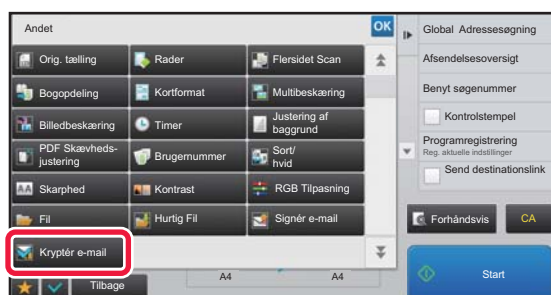 Andet
OK
Orig. tælling
Rader
Flersidet Scan
Bogopdeling
Kortformat
Multibeskæring
Billedbeskæring
Timer
Justering af
baggrund
PDF Skævheds-
justering
Brugernummer
Sort/
hvid
Skarphed
Kontrast
RGB Tilpasning
Fil
Hurtig Fil
Signér e-mail
Kryptér e-mail
Tilbage
A4
A4
Global Adressesøgning
Afsendelsesoversigt
Benyt søgenummer
Kontrolstempel
Programregistrering
Reg. aktuelle indstillinger
Send destinationslink
Forhåndsvis
CA
Start